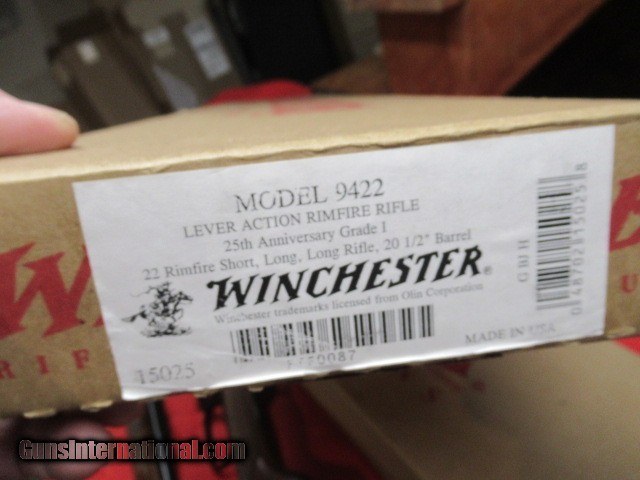 MODEL 9422
LEVER ACTION RIMFIRE RIFLE
25th Anniversary Grade I
22 Rimfire Short, Long, Long Rifle, 20 1/2" Barrel
WINCHESTER®
Winchester trademarks licensed from Olin Corporation
15025
MADE IN USA
W
RIF
U
GunsInternational.com